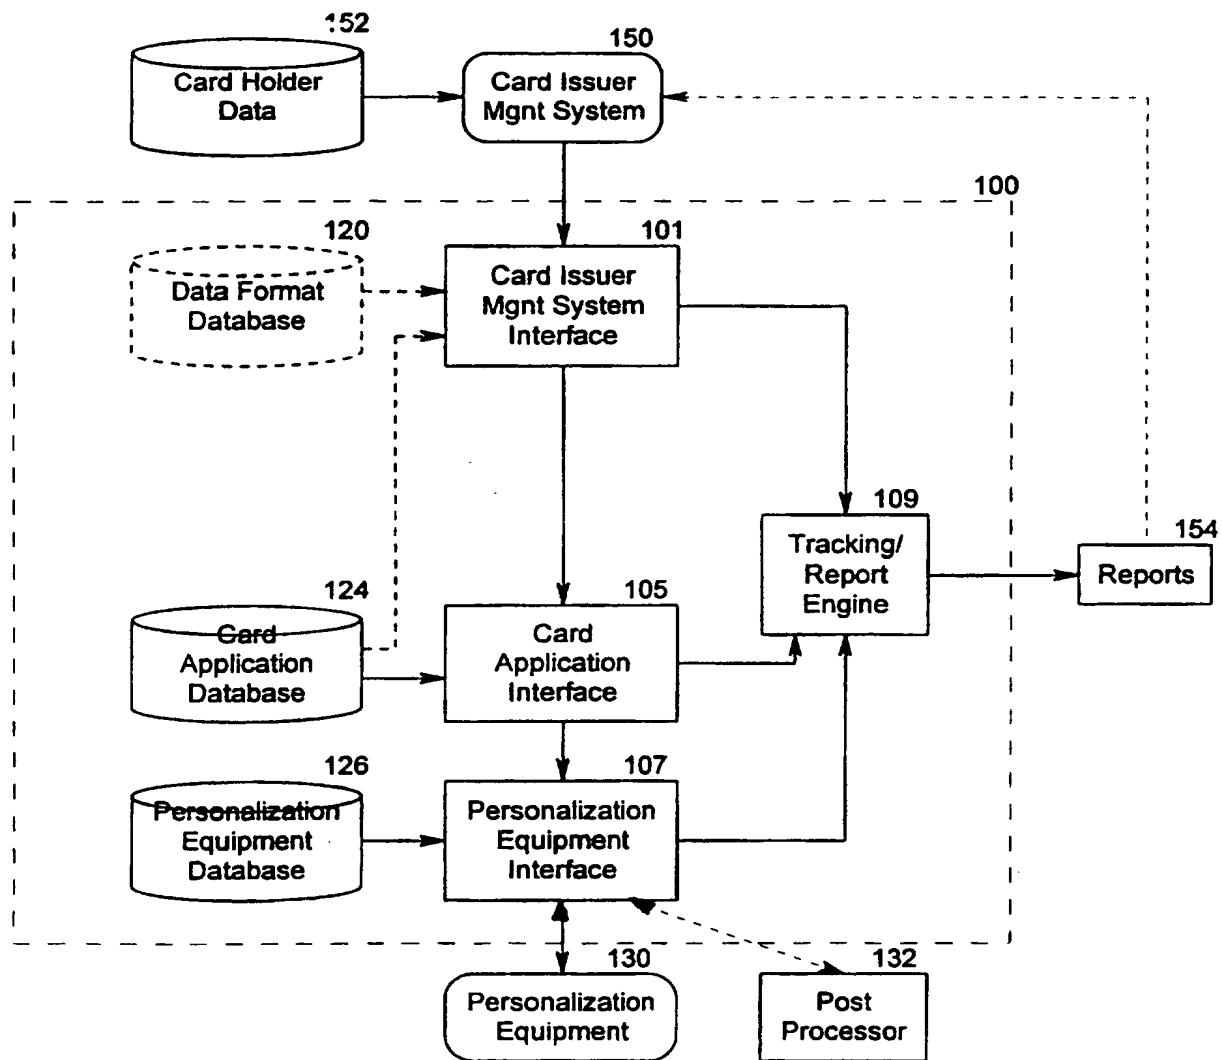 152
Card Holder
Data
150
Card Issuer
Mgnt System
100
120
Data Format
Database
101
Card Issuer
Mgnt System
Interface
109
Tracking/
Report
Engine
154
Reports
124
Card
Application
Database
105
Card
Application
Interface
126
Personalization
Equipment
Database
107
Personalization
Equipment
Interface
130
Personalization
Equipment
132
Post
Processor